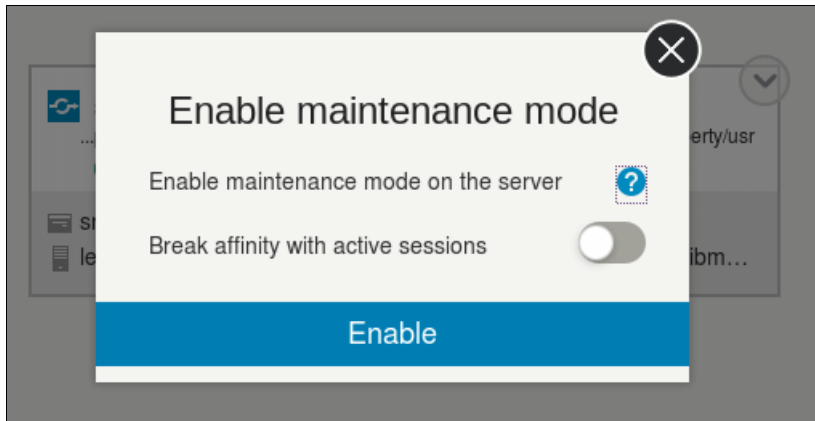 Enable maintenance mode
erty/usr
Enable maintenance mode on the server ?
Break affinity with active sessions
ibm…
Enable